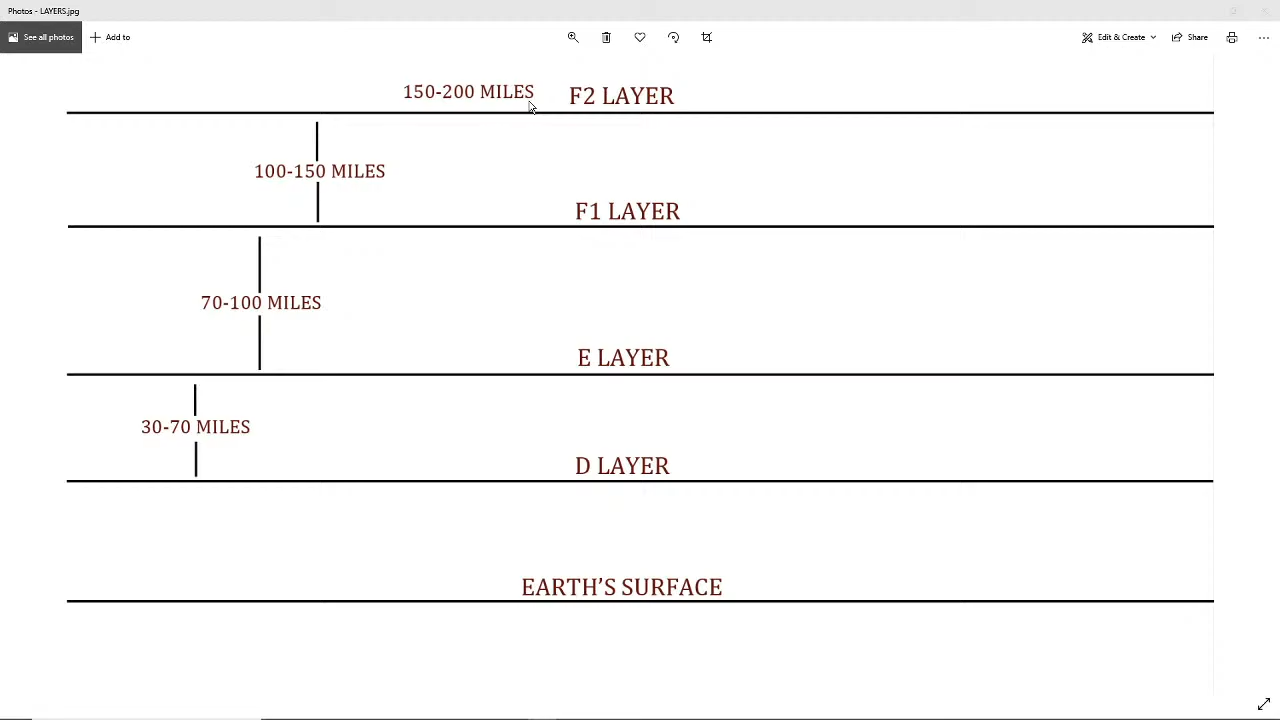 Photos - LAYERS.jpg
See all photos
Add to
Edit & Create
Share
150-200 MILES
F2 LAYER
100-150 MILES
F1 LAYER
70-100 MILES
E LAYER
30-70 MILES
D LAYER
EARTH’S SURFACE